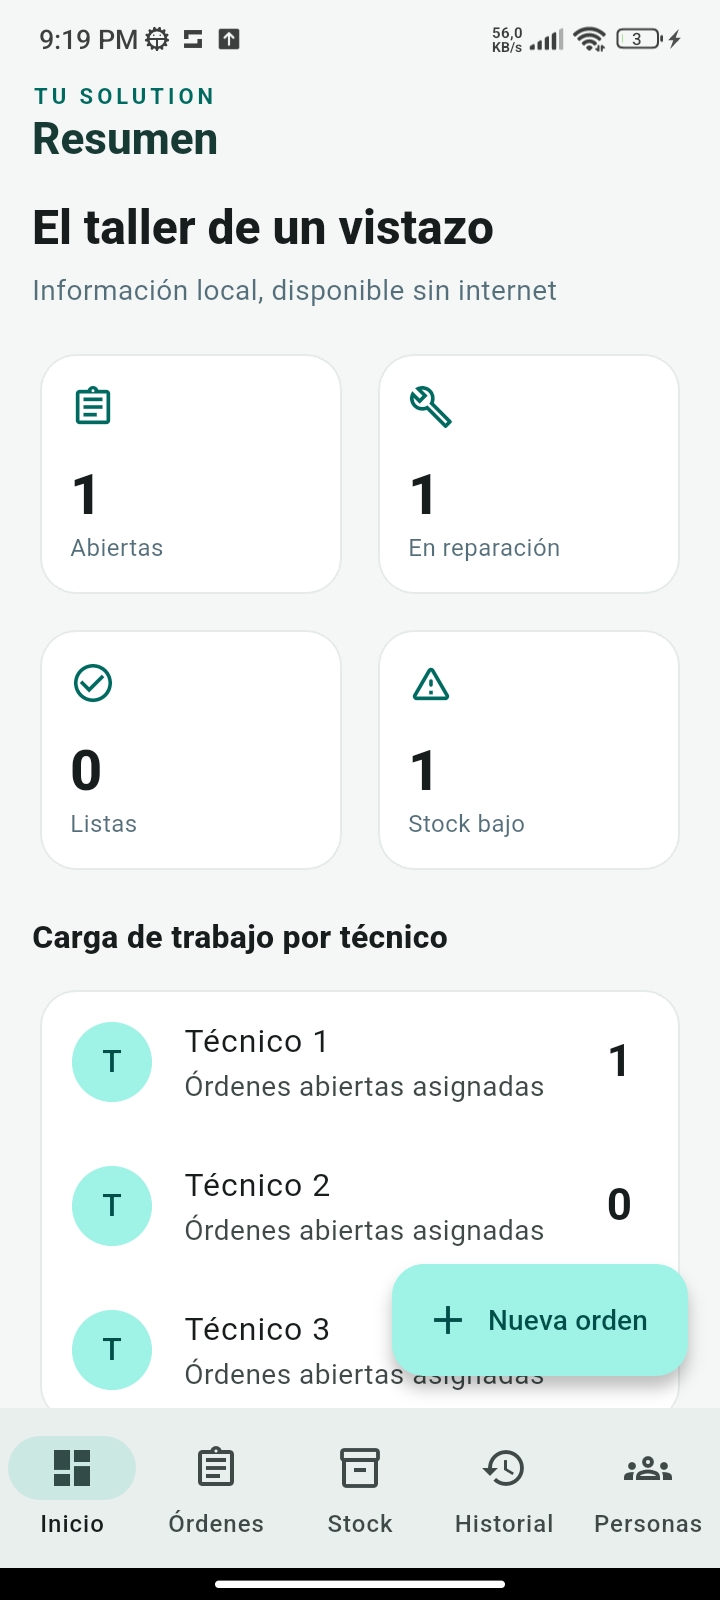 9:19 PM
56,0
KB/s
3
TU SOLUTION
Resumen
El taller de un vistazo
Información local, disponible sin internet
1
Abiertas
1
En reparación
0
Listas
1
Stock bajo
Carga de trabajo por técnico
T
Técnico 1
Órdenes abiertas asignadas
1
T
Técnico 2
Órdenes abiertas asignadas
0
T
Técnico 3
Órdenes abiertas asignadas
Nueva orden
Inicio
Órdenes
Stock
Historial
Personas